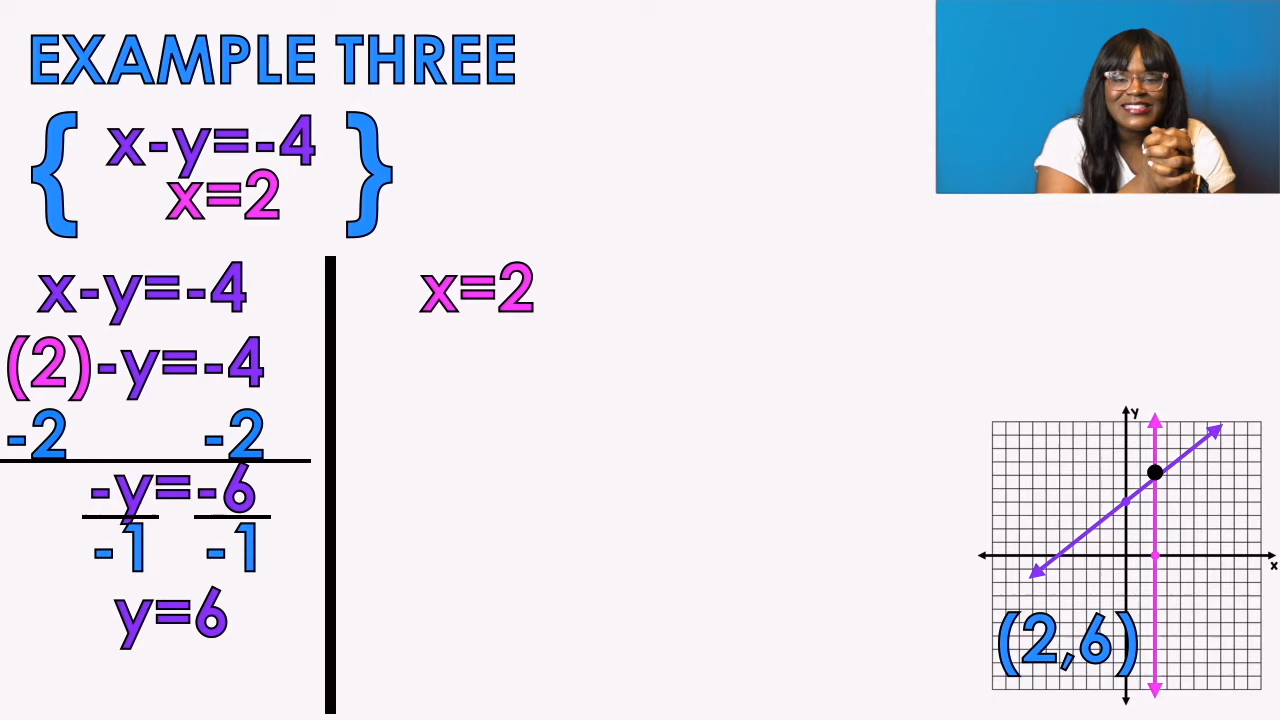 EXAMPLE THREE
{ x-y=-4
x=2 }
x-y=-4
(2)-y=-4
-2 -2
-y=-6
-1 -1
y=6
x=2
y
x
(2,6)